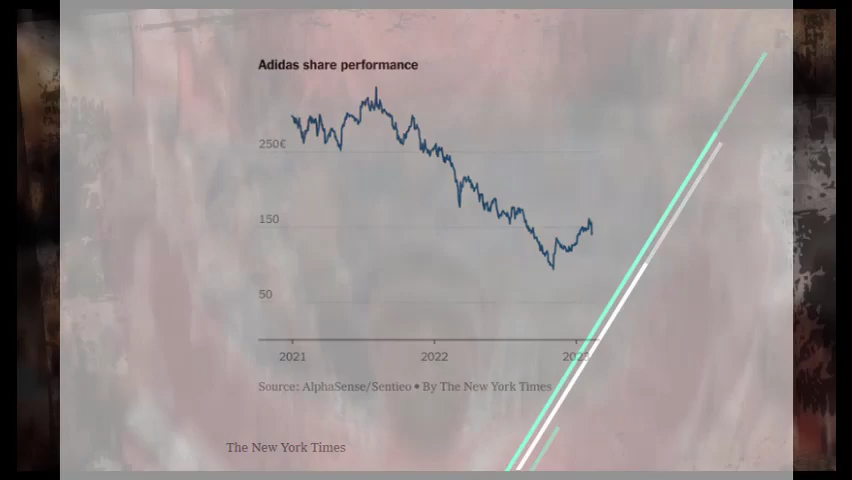 Adidas share performance
250€
150
50
2021 2022 2023
Source: AlphaSense/Sentieo • By The New York Times
The New York Times